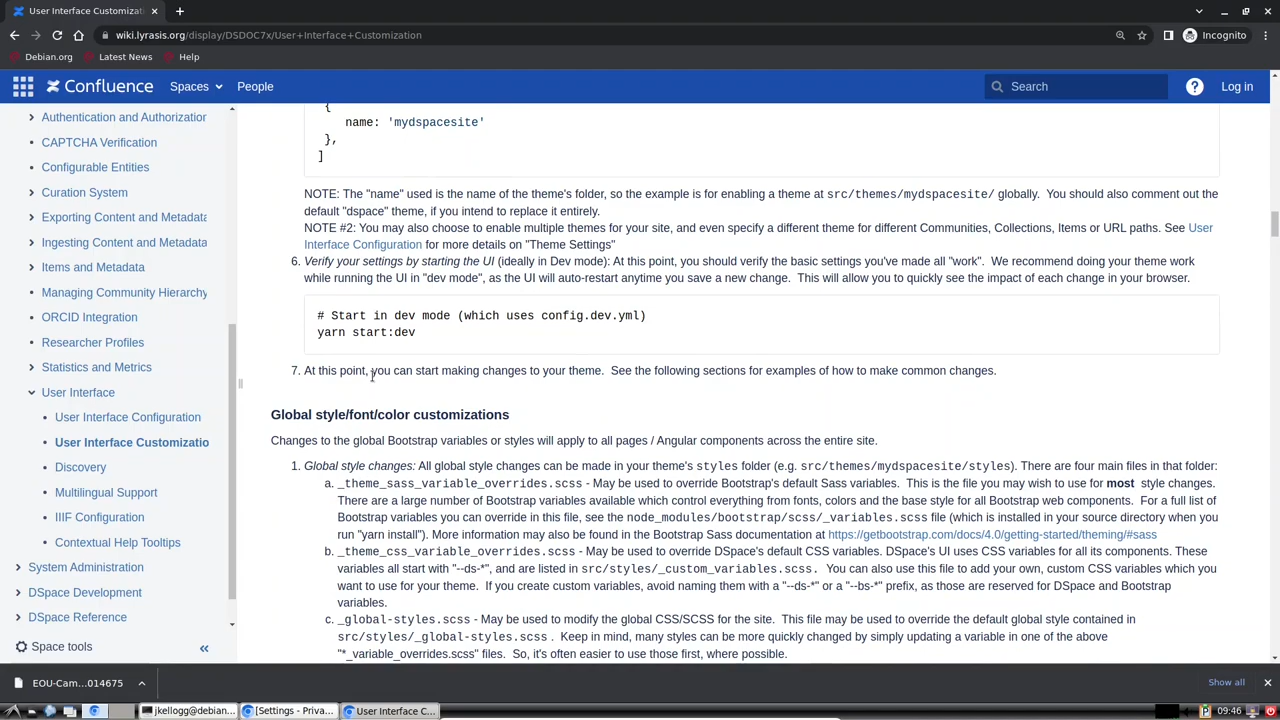 User Interface Customizati
wiki.lyrasis.org/display/DSDOC7x/User+Interface+Customization
Incognito
Debian.org
Latest News
Help
Confluence
Spaces
People
Search
Log in
Authentication and Authorization
CAPTCHA Verification
Configurable Entities
Curation System
Exporting Content and Metadata
Ingesting Content and Metadata
Items and Metadata
Managing Community Hierarchy
ORCID Integration
Researcher Profiles
Statistics and Metrics
User Interface
User Interface Configuration
User Interface Customizatio
Discovery
Multilingual Support
IIIF Configuration
Contextual Help Tooltips
System Administration
DSpace Development
DSpace Reference
Space tools
{
name: 'mydspacesite'
},
]
NOTE: The "name" used is the name of the theme's folder, so the example is for enabling a theme at src/themes/mydspacesite/ globally. You should also comment out the
default "dspace" theme, if you intend to replace it entirely.
NOTE #2: You may also choose to enable multiple themes for your site, and even specify a different theme for different Communities, Collections, Items or URL paths. See User
Interface Configuration for more details on "Theme Settings"
6. Verify your settings by starting the UI (ideally in Dev mode): At this point, you should verify the basic settings you've made all "work". We recommend doing your theme work
while running the UI in "dev mode", as the UI will auto-restart anytime you save a new change. This will allow you to quickly see the impact of each change in your browser.
# Start in dev mode (which uses config.dev.yml)
yarn start:dev
7. At this point, you can start making changes to your theme. See the following sections for examples of how to make common changes.
Global style/font/color customizations
Changes to the global Bootstrap variables or styles will apply to all pages / Angular components across the entire site.
1. Global style changes: All global style changes can be made in your theme's styles folder (e.g. src/themes/mydspacesite/styles). There are four main files in that folder:
a. _theme_sass_variable_overrides.scss - May be used to override Bootstrap's default Sass variables. This is the file you may wish to use for most style changes.
There are a large number of Bootstrap variables available which control everything from fonts, colors and the base style for all Bootstrap web components. For a full list of
Bootstrap variables you can override in this file, see the node_modules/bootstrap/scss/_variables.scss file (which is installed in your source directory when you
run "yarn install"). More information may also be found in the Bootstrap Sass documentation at https://getbootstrap.com/docs/4.0/getting-started/theming/#sass
b. _theme_css_variable_overrides.scss - May be used to override DSpace's default CSS variables. DSpace's UI uses CSS variables for all its components. These
variables all start with "--ds-*", and are listed in src/styles/_custom_variables.scss. You can also use this file to add your own, custom CSS variables which you
want to use for your theme. If you create custom variables, avoid naming them with a "--ds-*" or a "--bs-*" prefix, as those are reserved for DSpace and Bootstrap
variables.
c. _global-styles.scss - May be used to modify the global CSS/SCSS for the site. This file may be used to override the default global style contained in
src/styles/_global-styles.scss . Keep in mind, many styles can be more quickly changed by simply updating a variable in one of the above
"*_variable_overrides.scss" files. So, it's often easier to use those first, where possible.
EOU-Cam....014675
Show all
jkellogg@debian...
[Settings - Priva...
User Interface C...
09:46